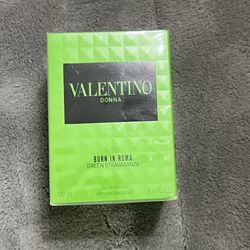 VALENTINO
DONNA
BORN IN ROMA
GREEN STRAVAGANZA
100 ml